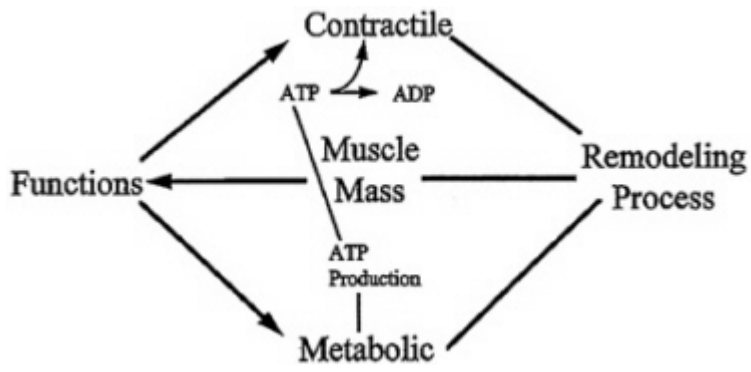 Contractile
ATP
ADP
Functions
Muscle
Mass
Remodeling
Process
ATP
Production
Metabolic